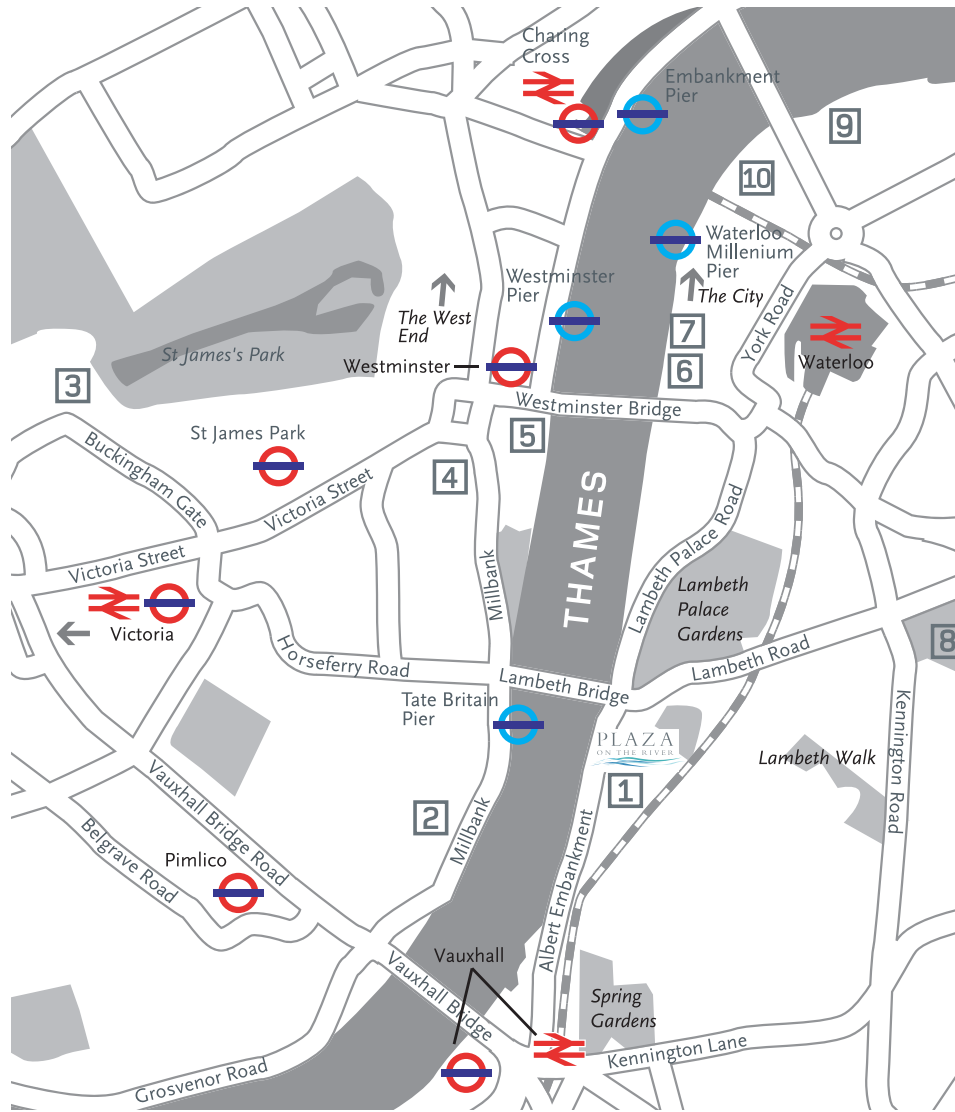 Charing
Cross
Embankment
Pier
9
10
Waterloo
Millenium
Pier
Westminster
Pier
The City
The West
End
York Road
7
St James's Park
Westminster
Waterloo
3
6
Westminster Bridge
5
St James Park
Buckingham Gate
4
Victoria Street
THAMES
Lambeth Palace Road
Victoria Street
Millbank
Lambeth
Palace
Gardens
Victoria
8
Horseferry Road
Lambeth Road
Lambeth Bridge
Tate Britain
Pier
PLAZA
ON THE RIVER
Lambeth Walk
Kennington Road
1
2
Vauxhall Bridge Road
Millbank
Belgrave Road
Pimlico
Albert Embankment
Vauxhall
Vauxhall Bridge
Spring
Gardens
Kennington Lane
Grosvenor Road